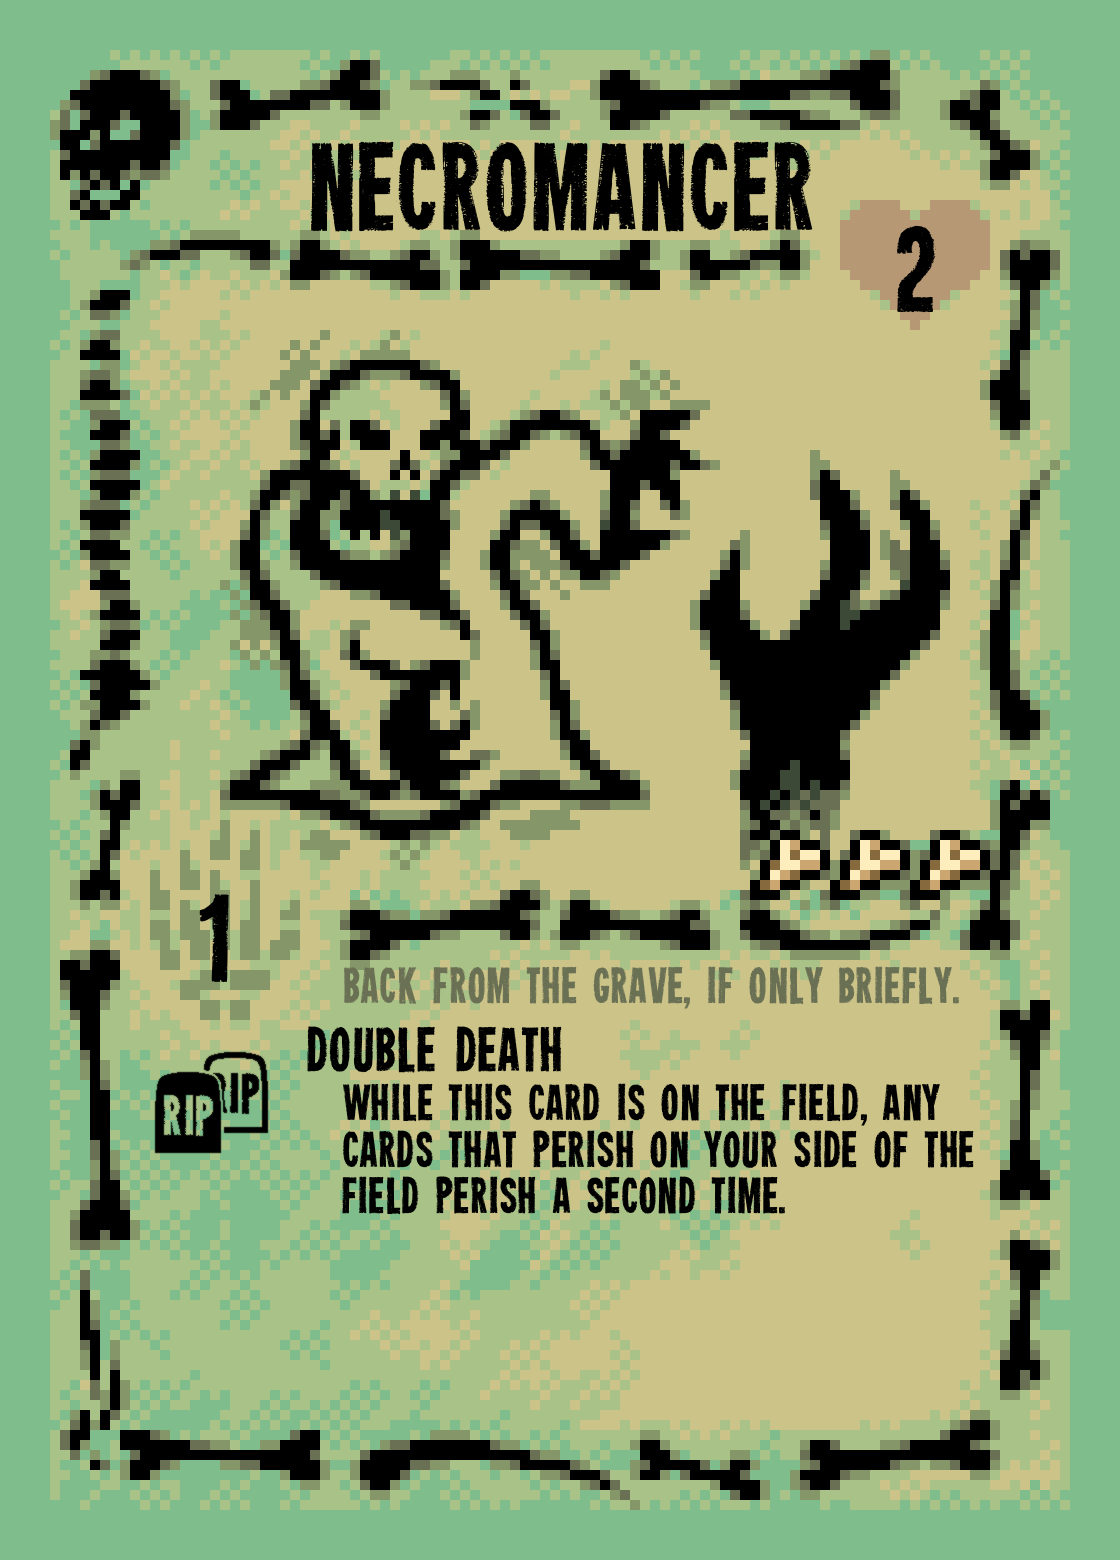 NECROMANCER
2
1
BACK FROM THE GRAVE, IF ONLY BRIEFLY.
DOUBLE DEATH
RIP
RIP
WHILE THIS CARD IS ON THE FIELD, ANY
CARDS THAT PERISH ON YOUR SIDE OF THE
FIELD PERISH A SECOND TIME.